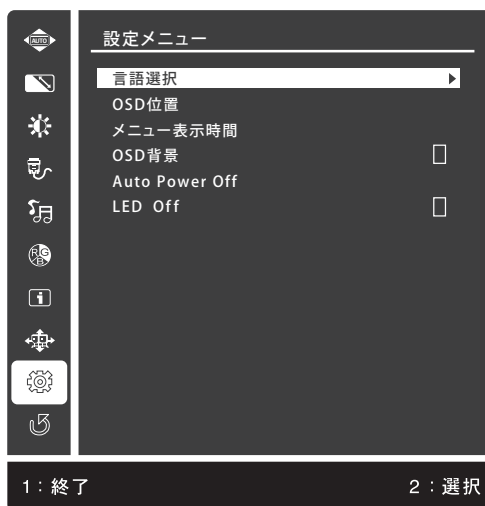 AUTO
設定メニュー
言語選択
OSD位置
メニュー表示時間
OSD背景
Auto Power Off
LED Off
RGB
i
1：終了
2：選択